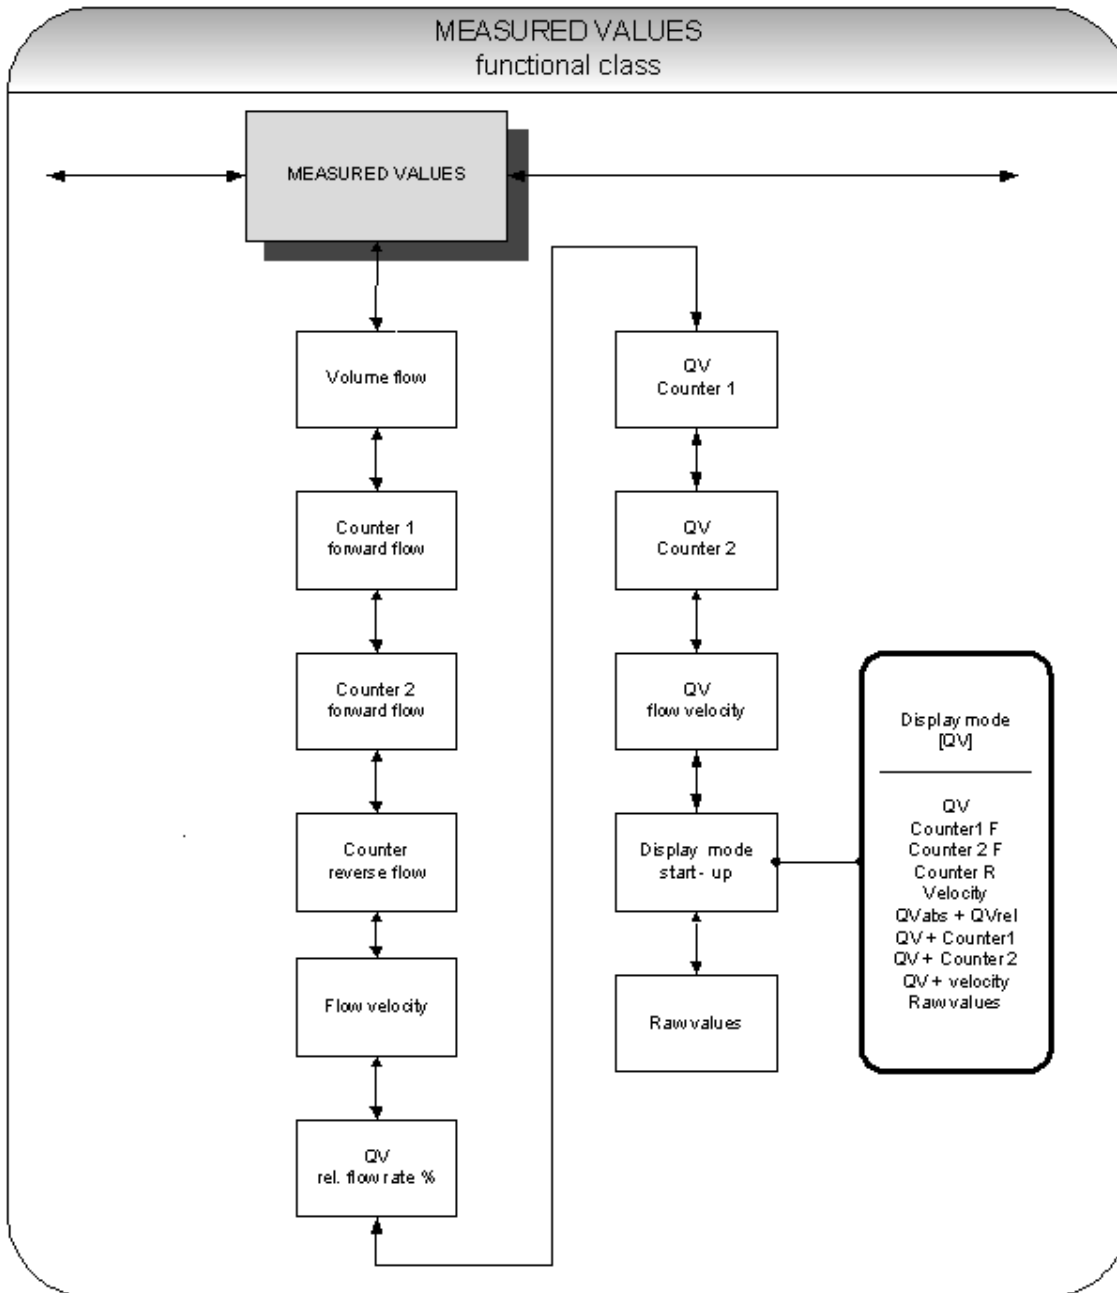 MEASURED VALUES
functional class
MEASURED VALUES
Volume flow
Counter 1
forward flow
Counter 2
forward flow
Counter
reverse flow
Flow velocity
QV
rel. flow rate %
QV
Counter 1
QV
Counter 2
QV
flow velocity
Display mode
start- up
Raw values
Display mode
[QV]
QV
Counter1 F
Counter 2 F
Counter R
Velocity
QVabs + QVrel
QV + Counter1
QV + Counter 2
QV + velocity
Raw values